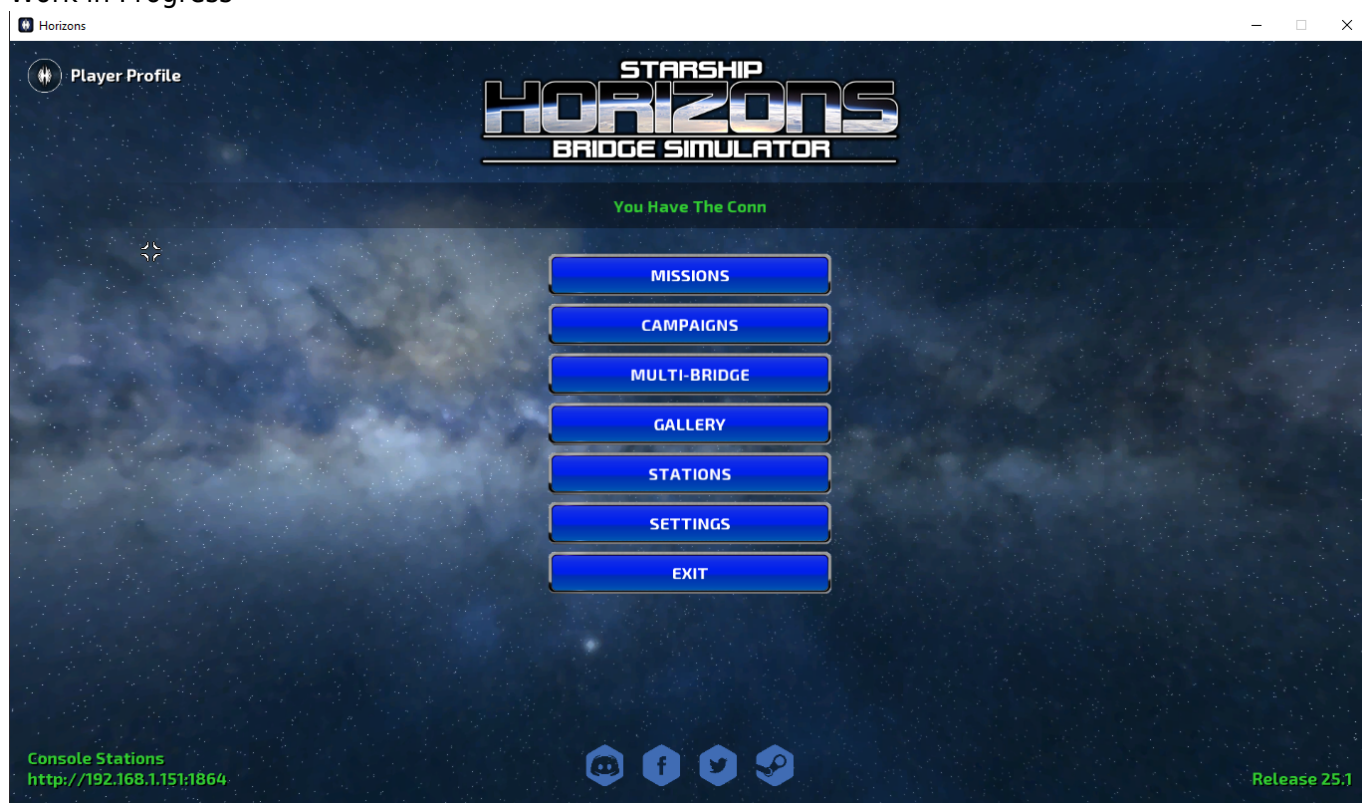 Work in Progress
Horizons
Player Profile
STARSHIP
HORIZONS
BRIDGE SIMULATOR
You Have The Conn
MISSIONS
CAMPAIGNS
MULTI-BRIDGE
GALLERY
STATIONS
SETTINGS
EXIT
Console Stations
http://192.168.1.151:1864
Release 25.1